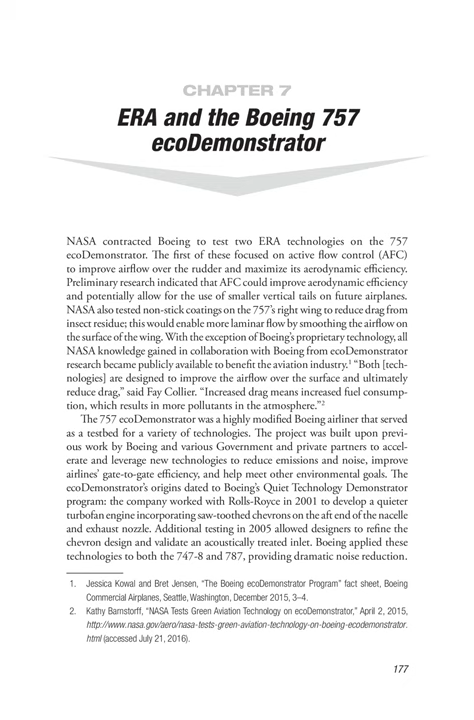 CHAPTER 7
ERA and the Boeing 757
ecoDemonstrator
NASA contracted Boeing to test two ERA technologies on the 757
ecoDemonstrator. The first of these focused on active flow control (AFC)
to improve airflow over the rudder and maximize its aerodynamic efficiency.
Preliminary research indicated that AFC could improve aerodynamic efficiency
and potentially allow for the use of smaller vertical tails on future airplanes.
NASA also tested non-stick coatings on the 757's right wing to reduce drag from
insect residue; this would enable more laminar flow by smoothing the airflow on
the surface of the wing. With the exception of Boeing's proprietary technology, all
NASA knowledge gained in collaboration with Boeing from ecoDemonstrator
research became publicly available to benefit the aviation industry.1 "Both [tech-
nologies] are designed to improve the airflow over the surface and ultimately
reduce drag," said Fay Collier. "Increased drag means increased fuel consump-
tion, which results in more pollutants in the atmosphere."2
The 757 ecoDemonstrator was a highly modified Boeing airliner that served
as a testbed for a variety of technologies. The project was built upon previ-
ous work by Boeing and various Government and private partners to accel-
erate and leverage new technologies to reduce emissions and noise, improve
airlines' gate-to-gate efficiency, and help meet other environmental goals. The
ecoDemonstrator's origins dated to Boeing's Quiet Technology Demonstrator
program: the company worked with Rolls-Royce in 2001 to develop a quieter
turbofan engine incorporating saw-toothed chevrons on the aft end of the nacelle
and exhaust nozzle. Additional testing in 2005 allowed designers to refine the
chevron design and validate an acoustically treated inlet. Boeing applied these
technologies to both the 747-8 and 787, providing dramatic noise reduction.
1. Jessica Kowal and Bret Jensen, "The Boeing ecoDemonstrator Program" fact sheet, Boeing
Commercial Airplanes, Seattle, Washington, December 2015, 3–4.
2. Kathy Barnstorff, "NASA Tests Green Aviation Technology on ecoDemonstrator," April 2, 2015,
http://www.nasa.gov/aero/nasa-tests-green-aviation-technology-on-boeing-ecodemonstrator.
html (accessed July 21, 2016).
177